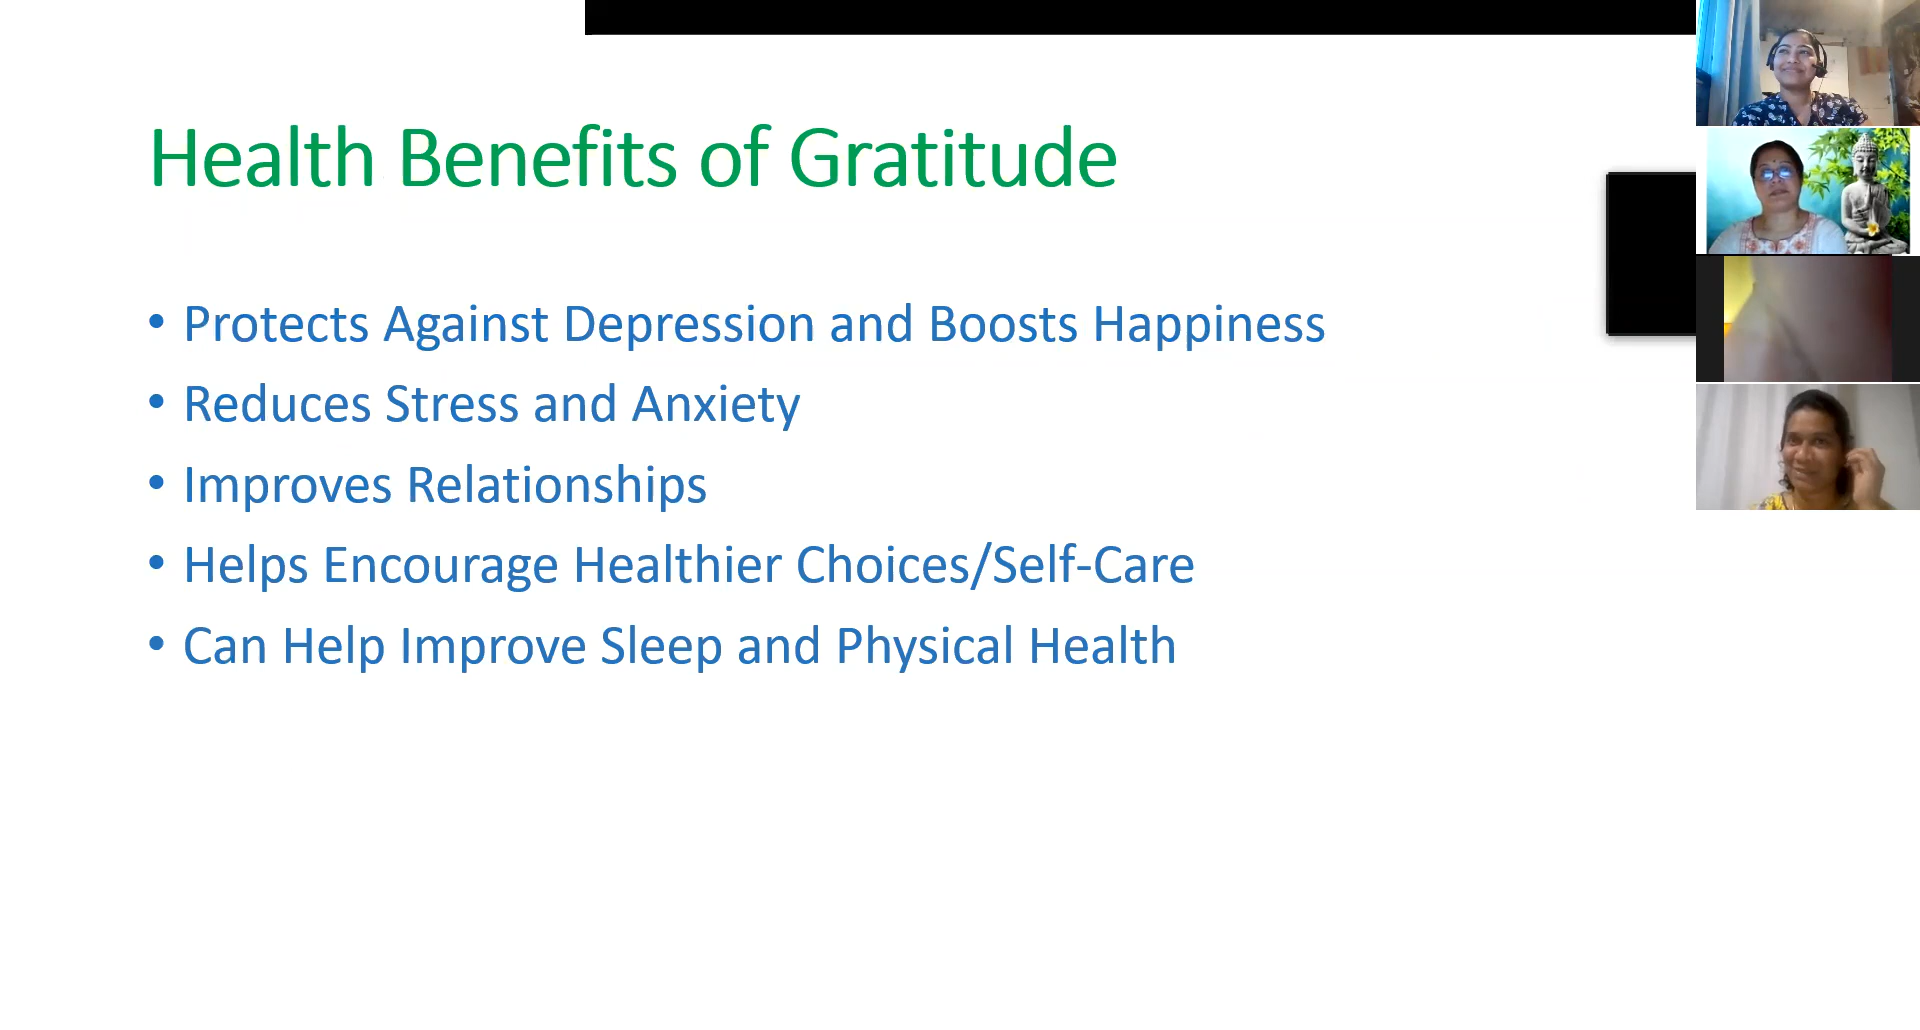 Health Benefits of Gratitude
• Protects Against Depression and Boosts Happiness
• Reduces Stress and Anxiety
• Improves Relationships
• Helps Encourage Healthier Choices/Self-Care
• Can Help Improve Sleep and Physical Health